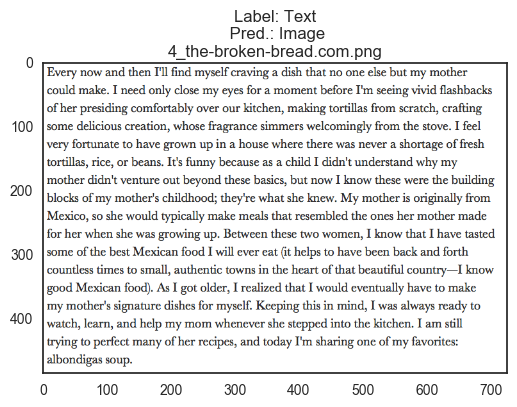 Label: Text
Pred.: Image
4_the-broken-bread.com.png
0
100
200
300
400
Every now and then I'll find myself craving a dish that no one else but my mother
could make. I need only close my eyes for a moment before I'm seeing vivid flashbacks
of her presiding comfortably over our kitchen, making tortillas from scratch, crafting
some delicious creation, whose fragrance simmers welcomingly from the stove. I feel
very fortunate to have grown up in a house where there was never a shortage of fresh
tortillas, rice, or beans. It's funny because as a child I didn't understand why my
mother didn't venture out beyond these basics, but now I know these were the building
blocks of my mother's childhood; they're what she knew. My mother is originally from
Mexico, so she would typically make meals that resembled the ones her mother made
for her when she was growing up. Between these two women, I know that I have tasted
some of the best Mexican food I will ever eat (it helps to have been back and forth
countless times to small, authentic towns in the heart of that beautiful country—I know
good Mexican food). As I got older, I realized that I would eventually have to make
my mother's signature dishes for myself. Keeping this in mind, I was always ready to
watch, learn, and help my mom whenever she stepped into the kitchen. I am still
trying to perfect many of her recipes, and today I'm sharing one of my favorites:
albondigas soup.
0 100 200 300 400 500 600 700